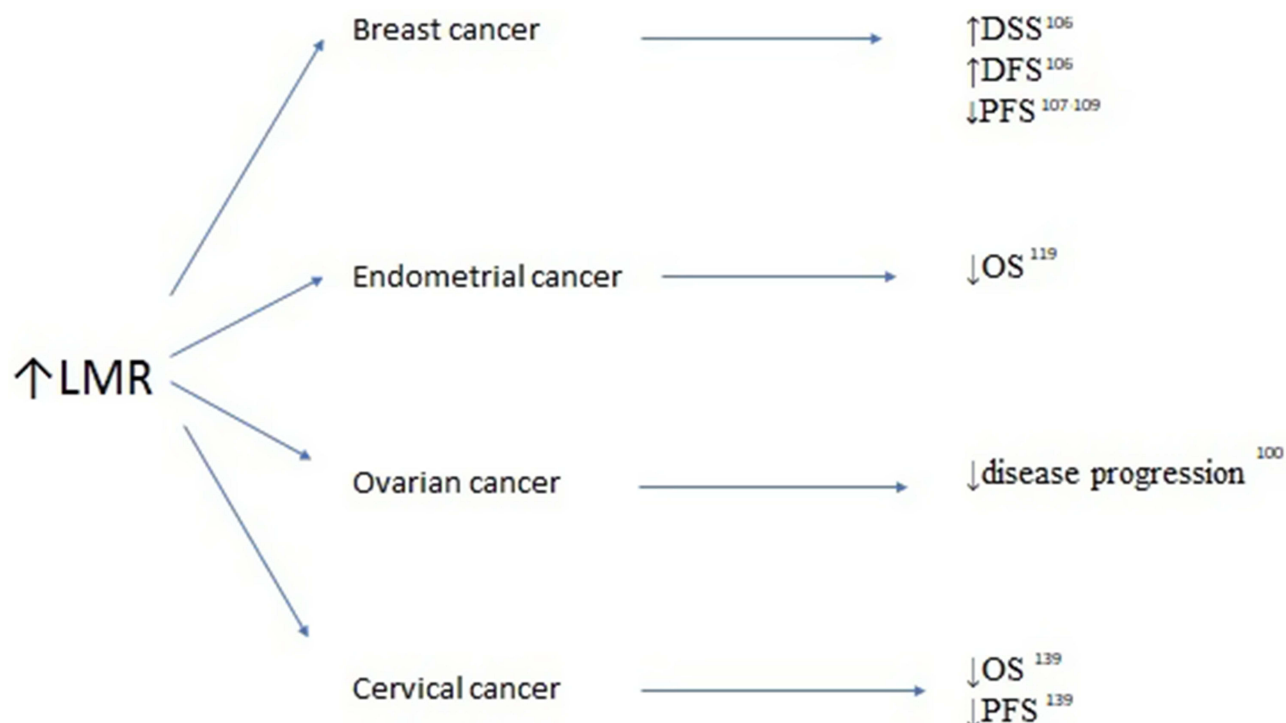 Breast cancer
↑DSS 106
↑DFS 106
↓PFS 107-109
Endometrial cancer
↓OS 119
↑LMR
Ovarian cancer
↓disease progression 100
Cervical cancer
↓OS 139
↓PFS 139